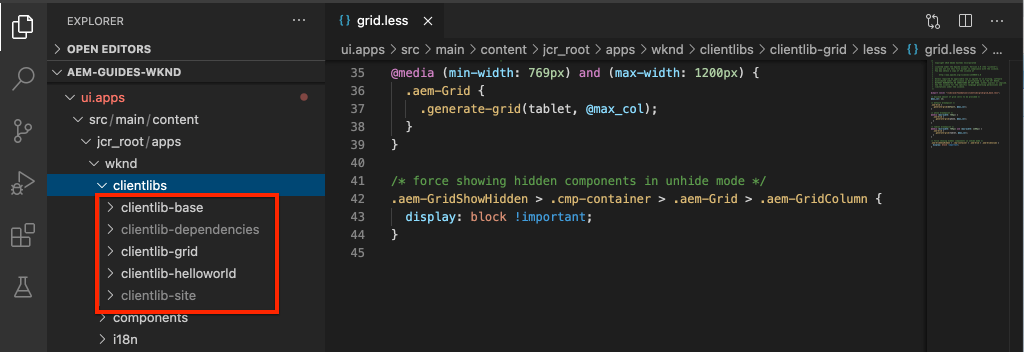 EXPLORER
OPEN EDITORS
AEM-GUIDES-WKND
ui.apps
src/main/content
jcr_root/apps
wknd
clientlibs
clientlib-base
clientlib-dependencies
clientlib-grid
clientlib-helloworld
clientlib-site
components
i18n
{} grid.less ×
ui.apps > src > main > content > jcr_root > apps > wknd > clientlibs > clientlib-grid > less > {} grid.less > ...
35 @media (min-width: 769px) and (max-width: 1200px) {
36 .aem-Grid {
37 .generate-grid(tablet, @max_col);
38 }
39 }
40
41 /* force showing hidden components in unhide mode */
42 .aem-GridShowHidden > .cmp-container > .aem-Grid > .aem-GridColumn {
43 display: block !important;
44 }
45